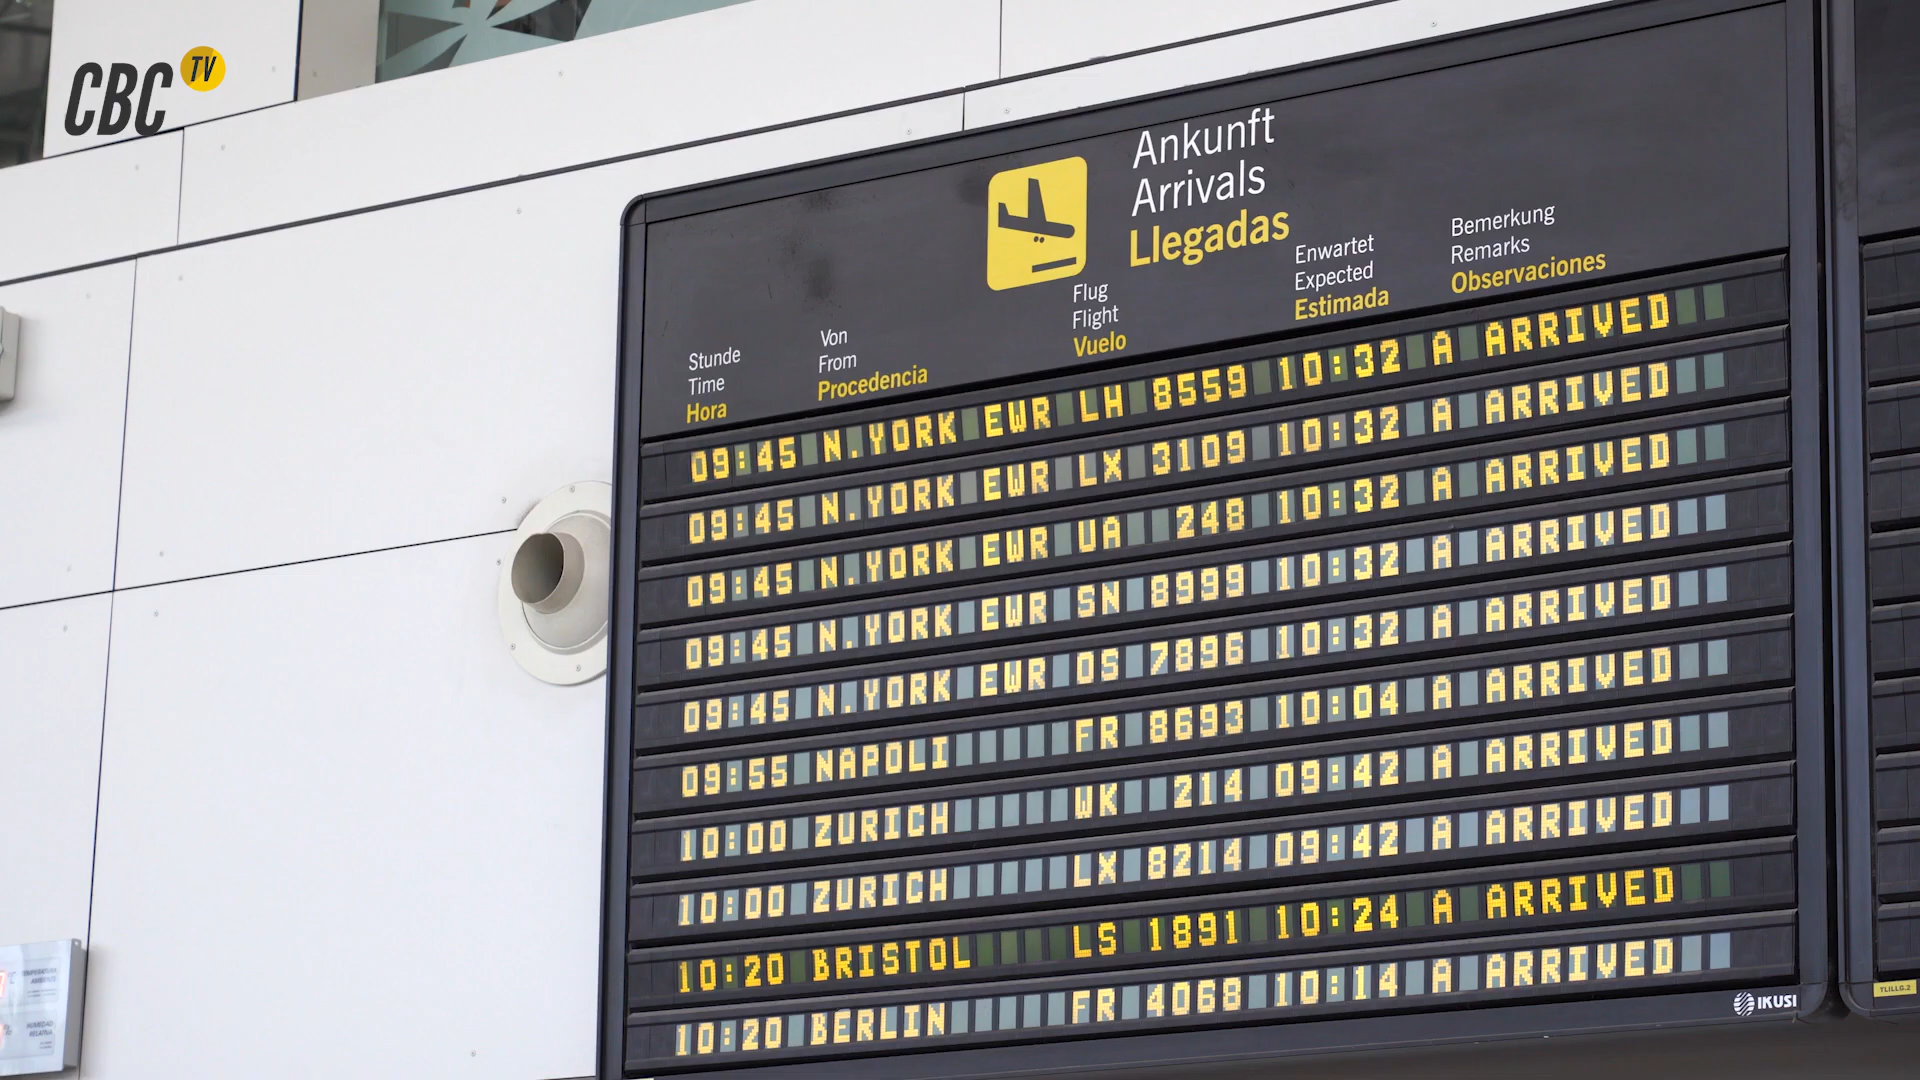 CBC TV
Ankunft
Arrivals
Llegadas
Stunde
Time
Hora
Von
From
Procedencia
Flug
Flight
Vuelo
Enwartet
Expected
Estimada
Bemerkung
Remarks
Observaciones
09:45 N.YORK EWR LH 8559 10:32 A ARRIVED
09:45 N.YORK EWR LX 3109 10:32 A ARRIVED
09:45 N.YORK EWR UA 248 10:32 A ARRIVED
09:45 N.YORK EWR SN 8999 10:32 A ARRIVED
09:45 N.YORK EWR OS 7896 10:32 A ARRIVED
09:55 NAPOLI FR 8693 10:04 A ARRIVED
10:00 ZURICH WK 214 09:42 A ARRIVED
10:00 ZURICH LX 8214 09:42 A ARRIVED
10:20 BRISTOL LS 1891 10:24 A ARRIVED
10:20 BERLIN FR 4068 10:14 A ARRIVED
IKUSI
TLILLG.2